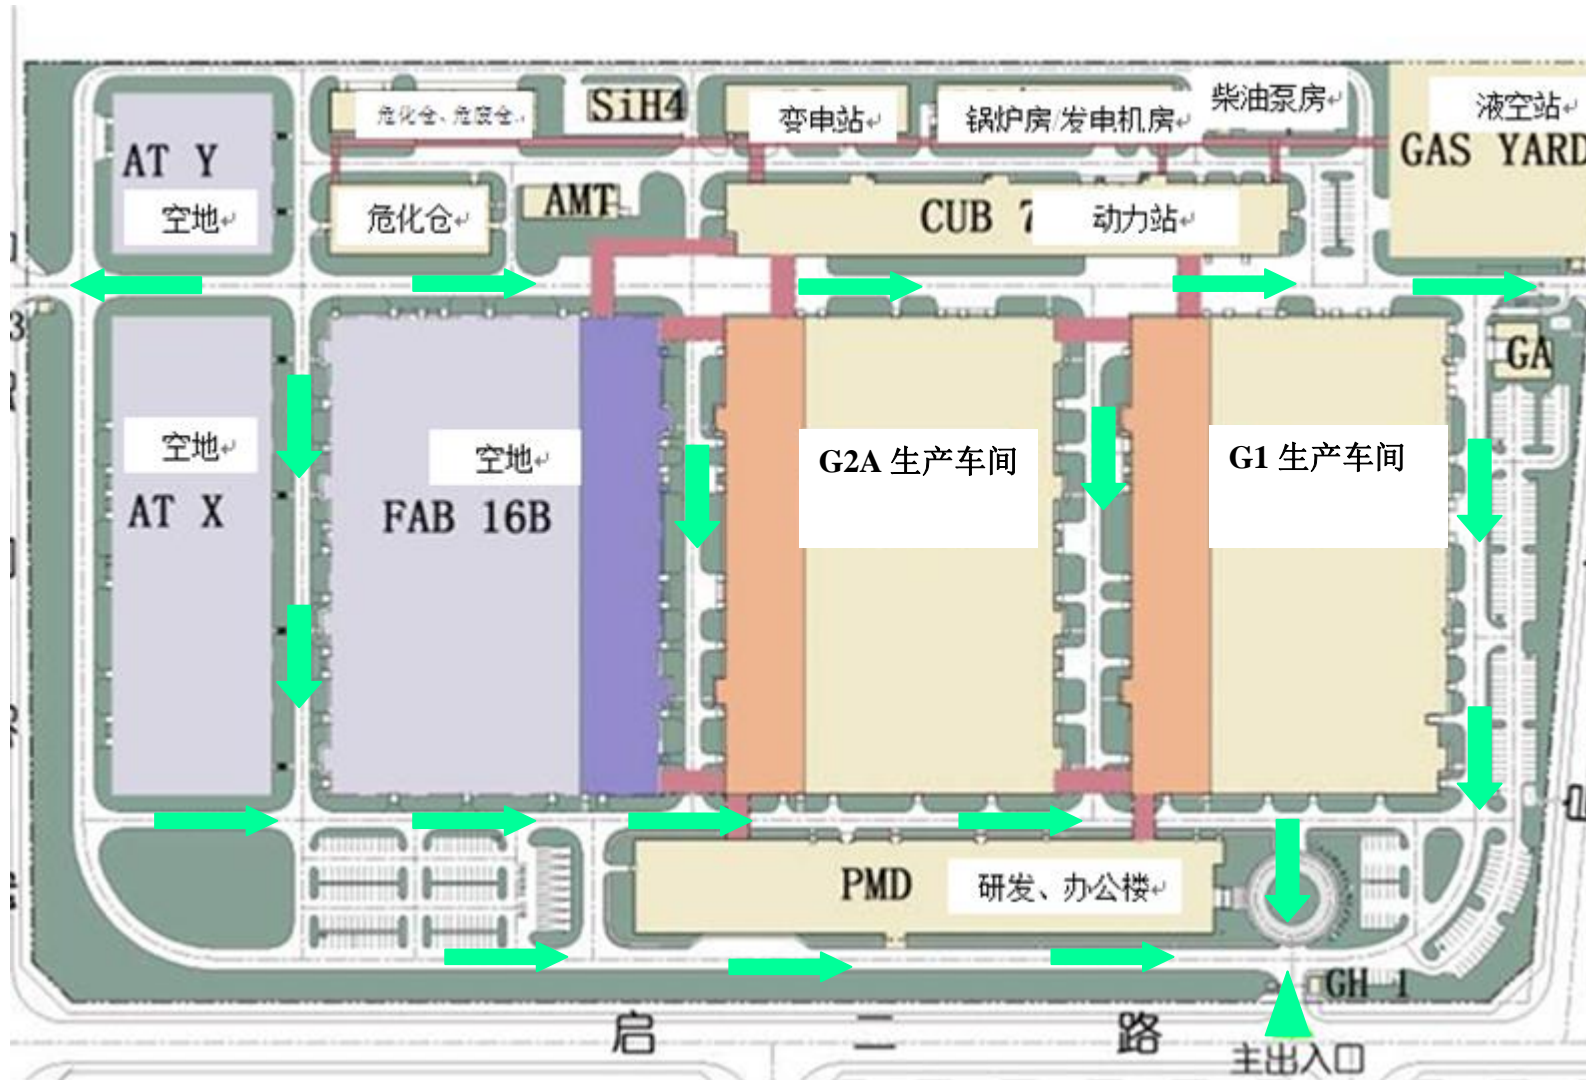 危化仓、危废仓
SiH4
变电站
锅炉房/发电机房
柴油泵房
液空站
GAS YARD
AT Y
空地
危化仓
AMT
CUB 7
动力站
GA
空地
空地
G2A 生产车间
G1 生产车间
AT X
FAB 16B
PMD
研发、办公楼
GH 1
启二路
主出入口